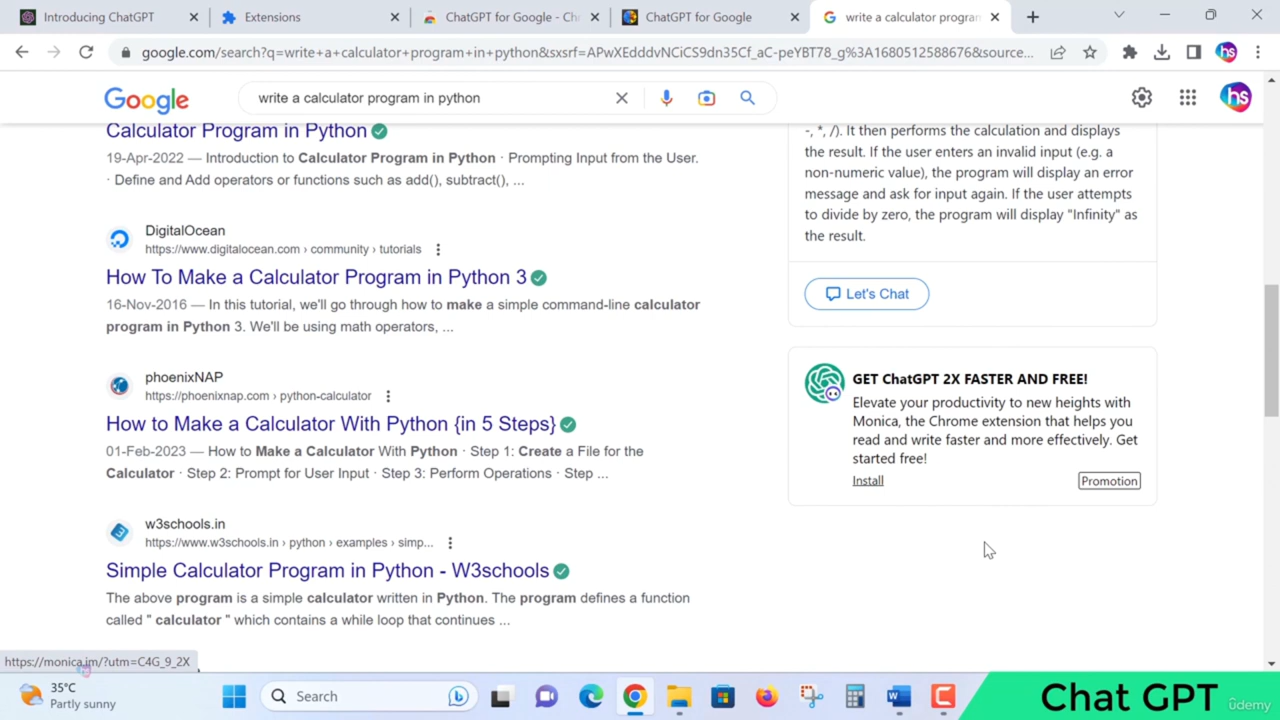 Introducing ChatGPT
Extensions
ChatGPT for Google - Chr
ChatGPT for Google
write a calculator program
google.com/search?q=write+a+calculator+program+in+python&sxsrf=APwXEdddvNCiCS9dn35Cf_aC-peYBT78_g%3A1680512588676&source...
hs
Google
write a calculator program in python
hs
Calculator Program in Python
19-Apr-2022 — Introduction to Calculator Program in Python · Prompting Input from the User.
· Define and Add operators or functions such as add(), subtract(), ...
DigitalOcean
https://www.digitalocean.com › community › tutorials
How To Make a Calculator Program in Python 3
16-Nov-2016 — In this tutorial, we'll go through how to make a simple command-line calculator
program in Python 3. We'll be using math operators, ...
phoenixNAP
https://phoenixnap.com › python-calculator
How to Make a Calculator With Python {in 5 Steps}
01-Feb-2023 — How to Make a Calculator With Python · Step 1: Create a File for the
Calculator · Step 2: Prompt for User Input · Step 3: Perform Operations · Step ...
w3schools.in
https://www.w3schools.in › python › examples › simp...
Simple Calculator Program in Python - W3schools
The above program is a simple calculator written in Python. The program defines a function
called " calculator " which contains a while loop that continues ...
-, *, /). It then performs the calculation and displays
the result. If the user enters an invalid input (e.g. a
non-numeric value), the program will display an error
message and ask for input again. If the user attempts
to divide by zero, the program will display "Infinity" as
the result.
Let's Chat
GET ChatGPT 2X FASTER AND FREE!
Elevate your productivity to new heights with
Monica, the Chrome extension that helps you
read and write faster and more effectively. Get
started free!
Install
Promotion
https://monica.im/?utm=C4G_9_2X
35°C
Partly sunny
Search
Chat GPT
ûdemy